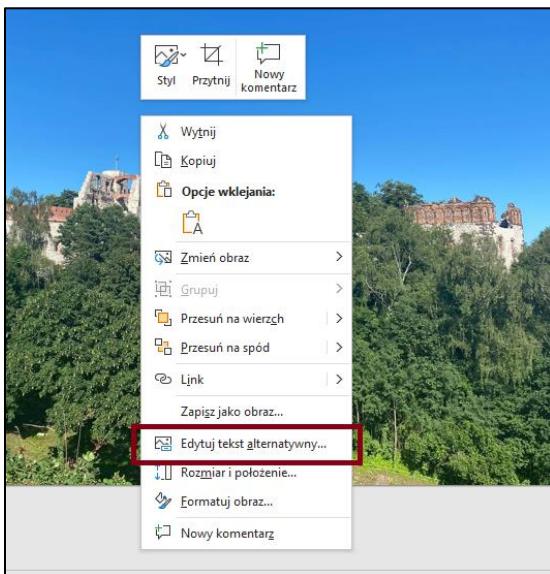 Styl
Przytnij
Nowy
komentarz
Wytnij
Kopiuj
Opcje wklejania:
A
Zmień obraz
Grupuj
Przesuń na wierzch
Przesuń na spód
Link
Zapisz jako obraz...
Edytuj tekst alternatywny...
Rozmiar i położenie...
Formatuj obraz...
Nowy komentarz